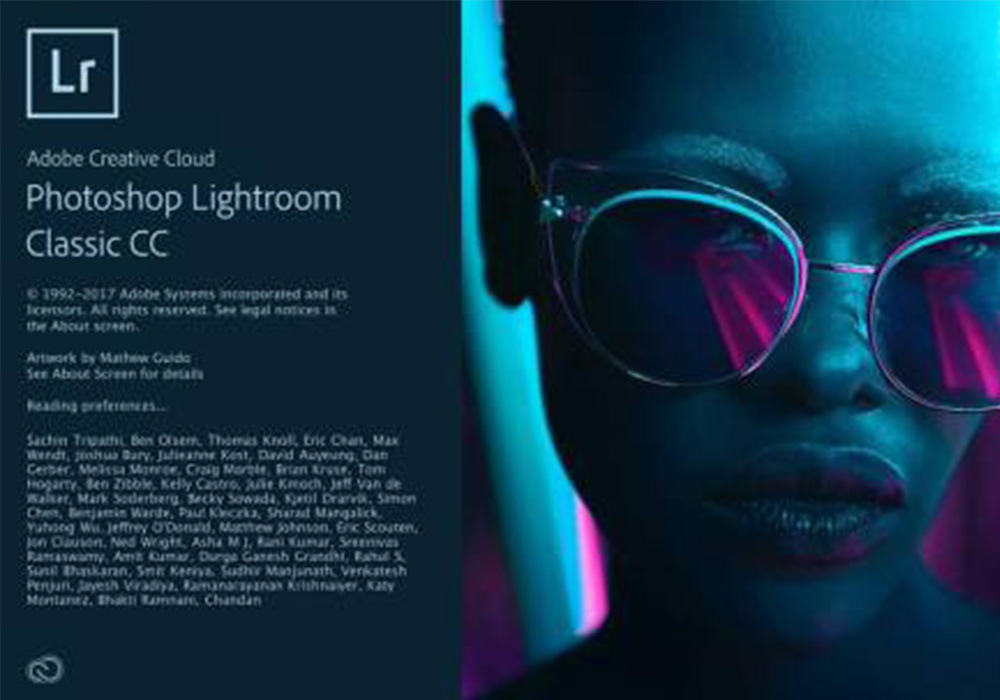 Lr
Adobe Creative Cloud
Photoshop Lightroom
Classic CC
© 1992-2017 Adobe Systems incorporated and its
licensors. All rights reserved. See legal notices in
the About screen.
Artwork by Mathew Guido
See About Screen for details
Reading preferences...
Sachin Tripathi, Ben Olsem, Thomas Knoll, Eric Chan, Max
Wendt, Joshua Bury, Julieanne Kost, David Auyeung, Dan
Gerber, Melissa Monroe, Craig Marble, Brian Kruse, Tom
Hogarty, Ben Zibble, Kelly Castro, Julie Kmoch, Jeff Van de
Walker, Mark Soderberg, Becky Sowada, Kjetil Drarvik, Simon
Chen, Benjamin Warde, Paul Kleczka, Sharad Mangalick,
Yuhong Wu, Jeffrey O'Donald, Matthew Johnson, Eric Scouten,
Jon Clauson, Ned Wright, Asha M J, Rani Kumar, Sreenivas
Ramaswamy, Amit Kumar, Durga Ganesh Grandhi, Rahul S,
Sunil Bhaskaran, Smit Keniya, Sudhir Manjunath, Venkatesh
Penjuri, Jayesh Viradiya, Ramanarayanan Krishnaiyer, Katy
Montanez, Bhakti Ramnani, Chandan